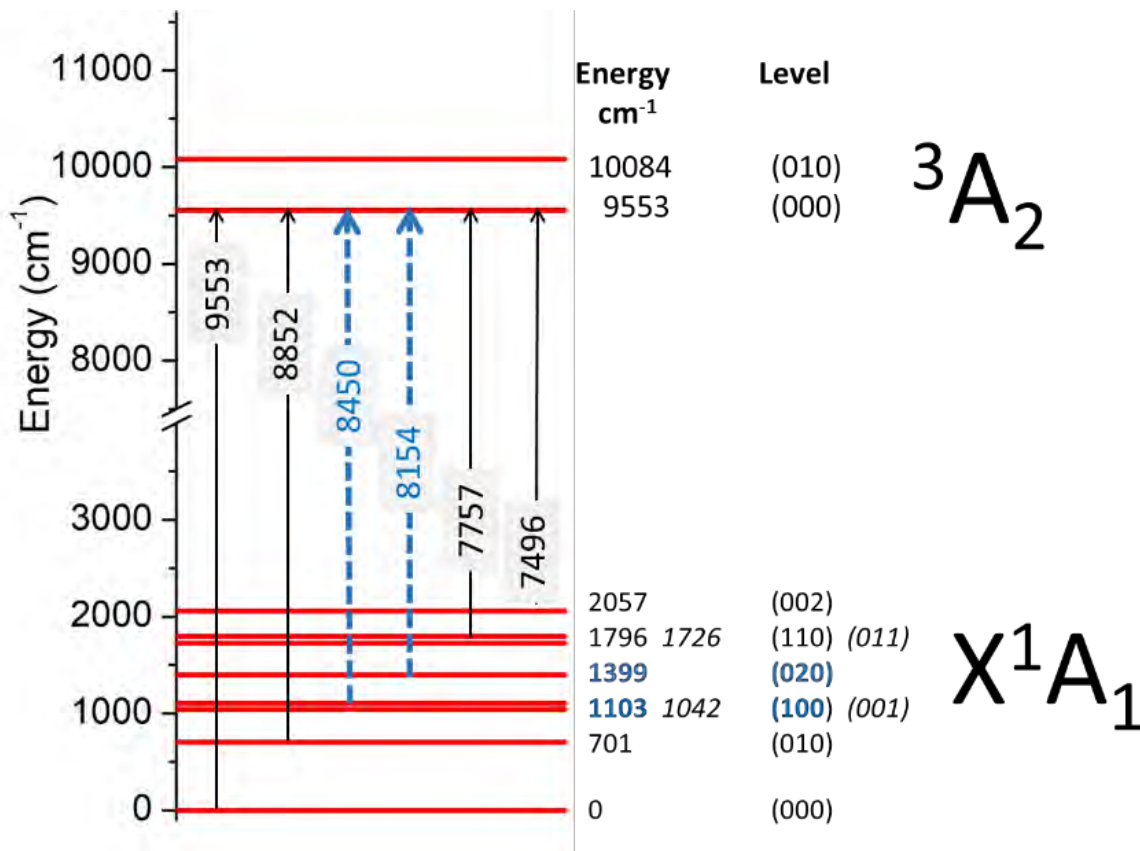 Energy (cm⁻¹)
11000
10000
9000
8000
3000
2000
1000
0
9553
8852
8450
8154
7757
7496
Energy Level
cm⁻¹
10084 (010)
9553 (000)
³A₂
2057 (002)
1796 1726 (110) (011)
1399 (020)
1103 1042 (100) (001)
701 (010)
0 (000)
X¹A₁